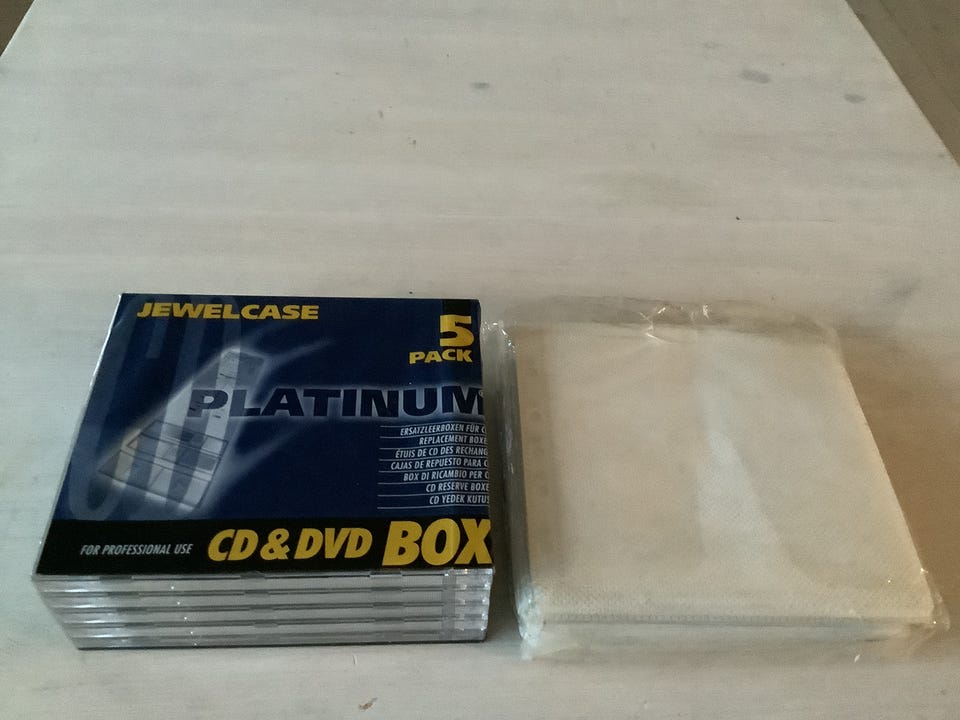 JEWELCASE
5
PACK
PLATINUM
ERSATZLEERBOXEN FÜR C
REPLACEMENT BOXE
ÉTUIS DE CD DES RECHANG
CAJAS DE REPUESTO PARA C
BOX DI RICAMBIO PER C
CD RESERVE BOXE
CD YEDEK KUTUS
FOR PROFESSIONAL USE
CD & DVD BOX